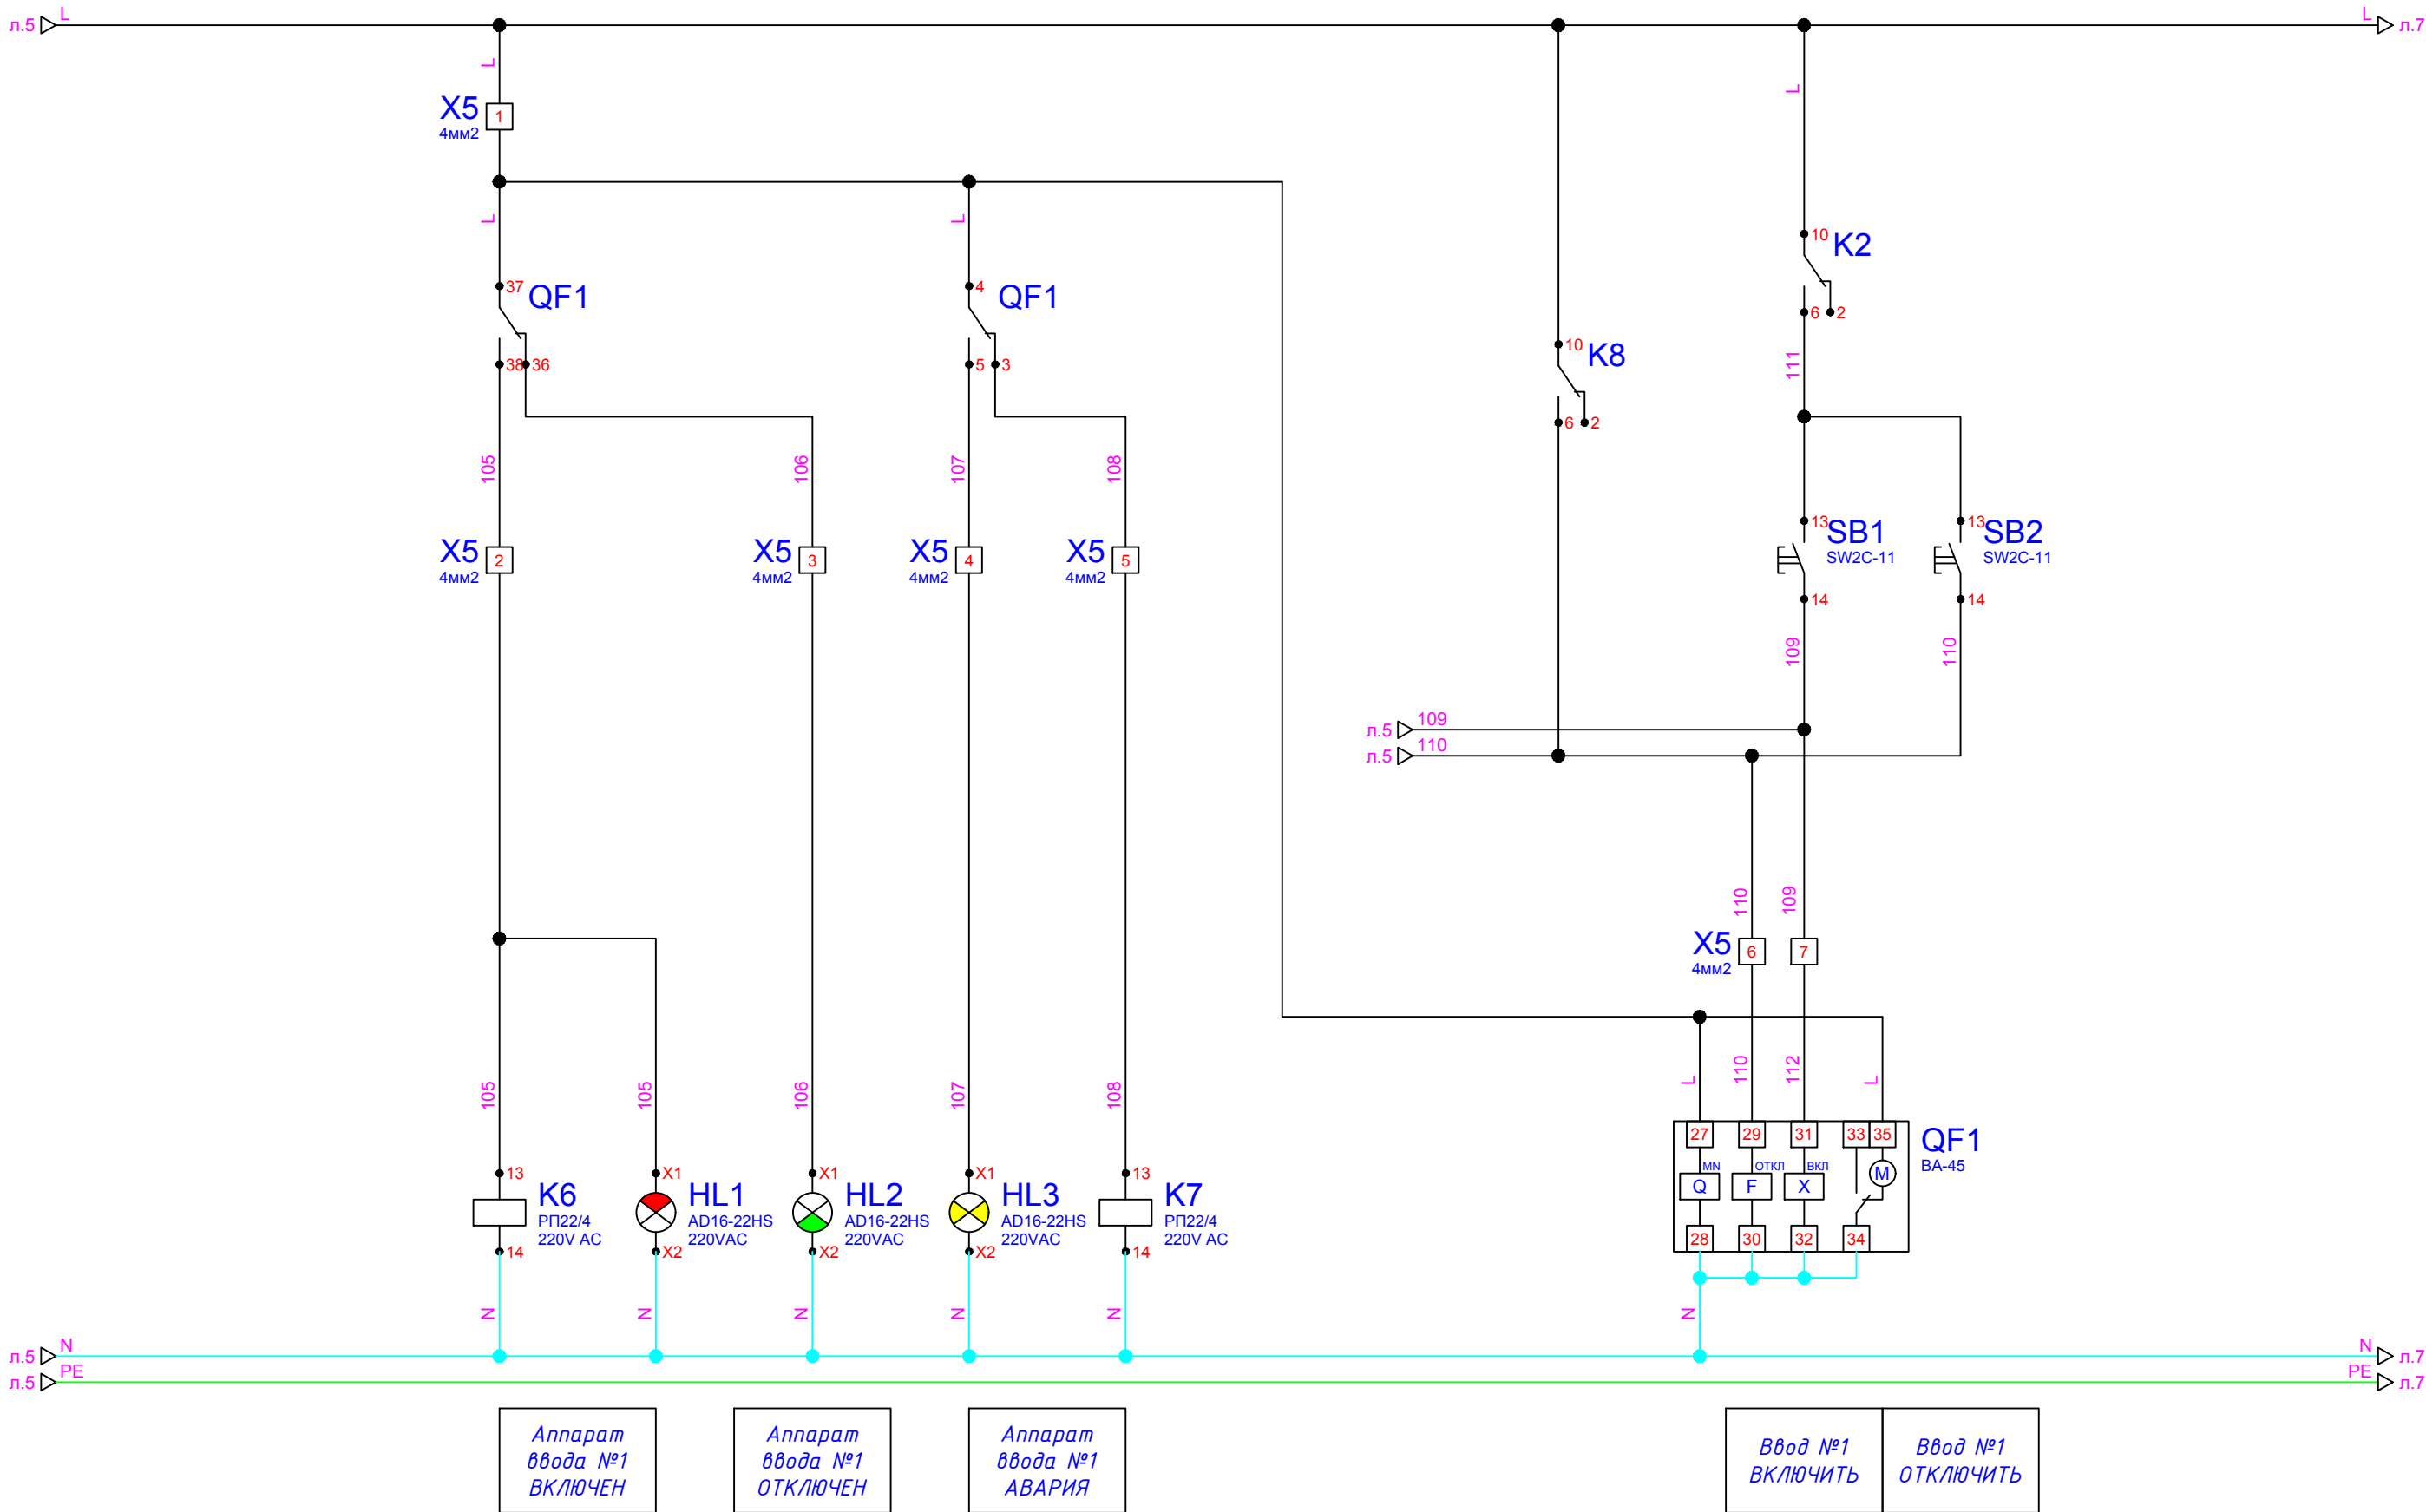 L
L
л.5
л.7
L
L
X5
1
4мм2
L
L
10
K2
37
QF1
4
QF1
6
2
10
K8
38
36
5
3
111
6
2
105
106
107
108
13
SB1
SW2C-11
13
SB2
SW2C-11
X5
2
4мм2
X5
3
4мм2
X5
4
4мм2
X5
5
4мм2
14
14
109
110
л.5
109
л.5
110
110
109
X5
6
7
4мм2
105
105
106
107
108
L
110
112
L
27
29
31
33
35
QF1
BA-45
MN
ОТКЛ
ВКЛ
Q
F
X
M
28
30
32
34
13
K6
РП22/4
220V AC
14
X1
HL1
AD16-22HS
220VAC
X2
X1
HL2
AD16-22HS
220VAC
X2
X1
HL3
AD16-22HS
220VAC
X2
13
K7
РП22/4
220V AC
14
N
N
N
N
N
N
л.5
N
N
л.7
л.5
PE
PE
л.7
Аппарат
ввода №1
ВКЛЮЧЕН
Аппарат
ввода №1
ОТКЛЮЧЕН
Аппарат
ввода №1
АВАРИЯ
Ввод №1
ВКЛЮЧИТЬ
Ввод №1
ОТКЛЮЧИТЬ